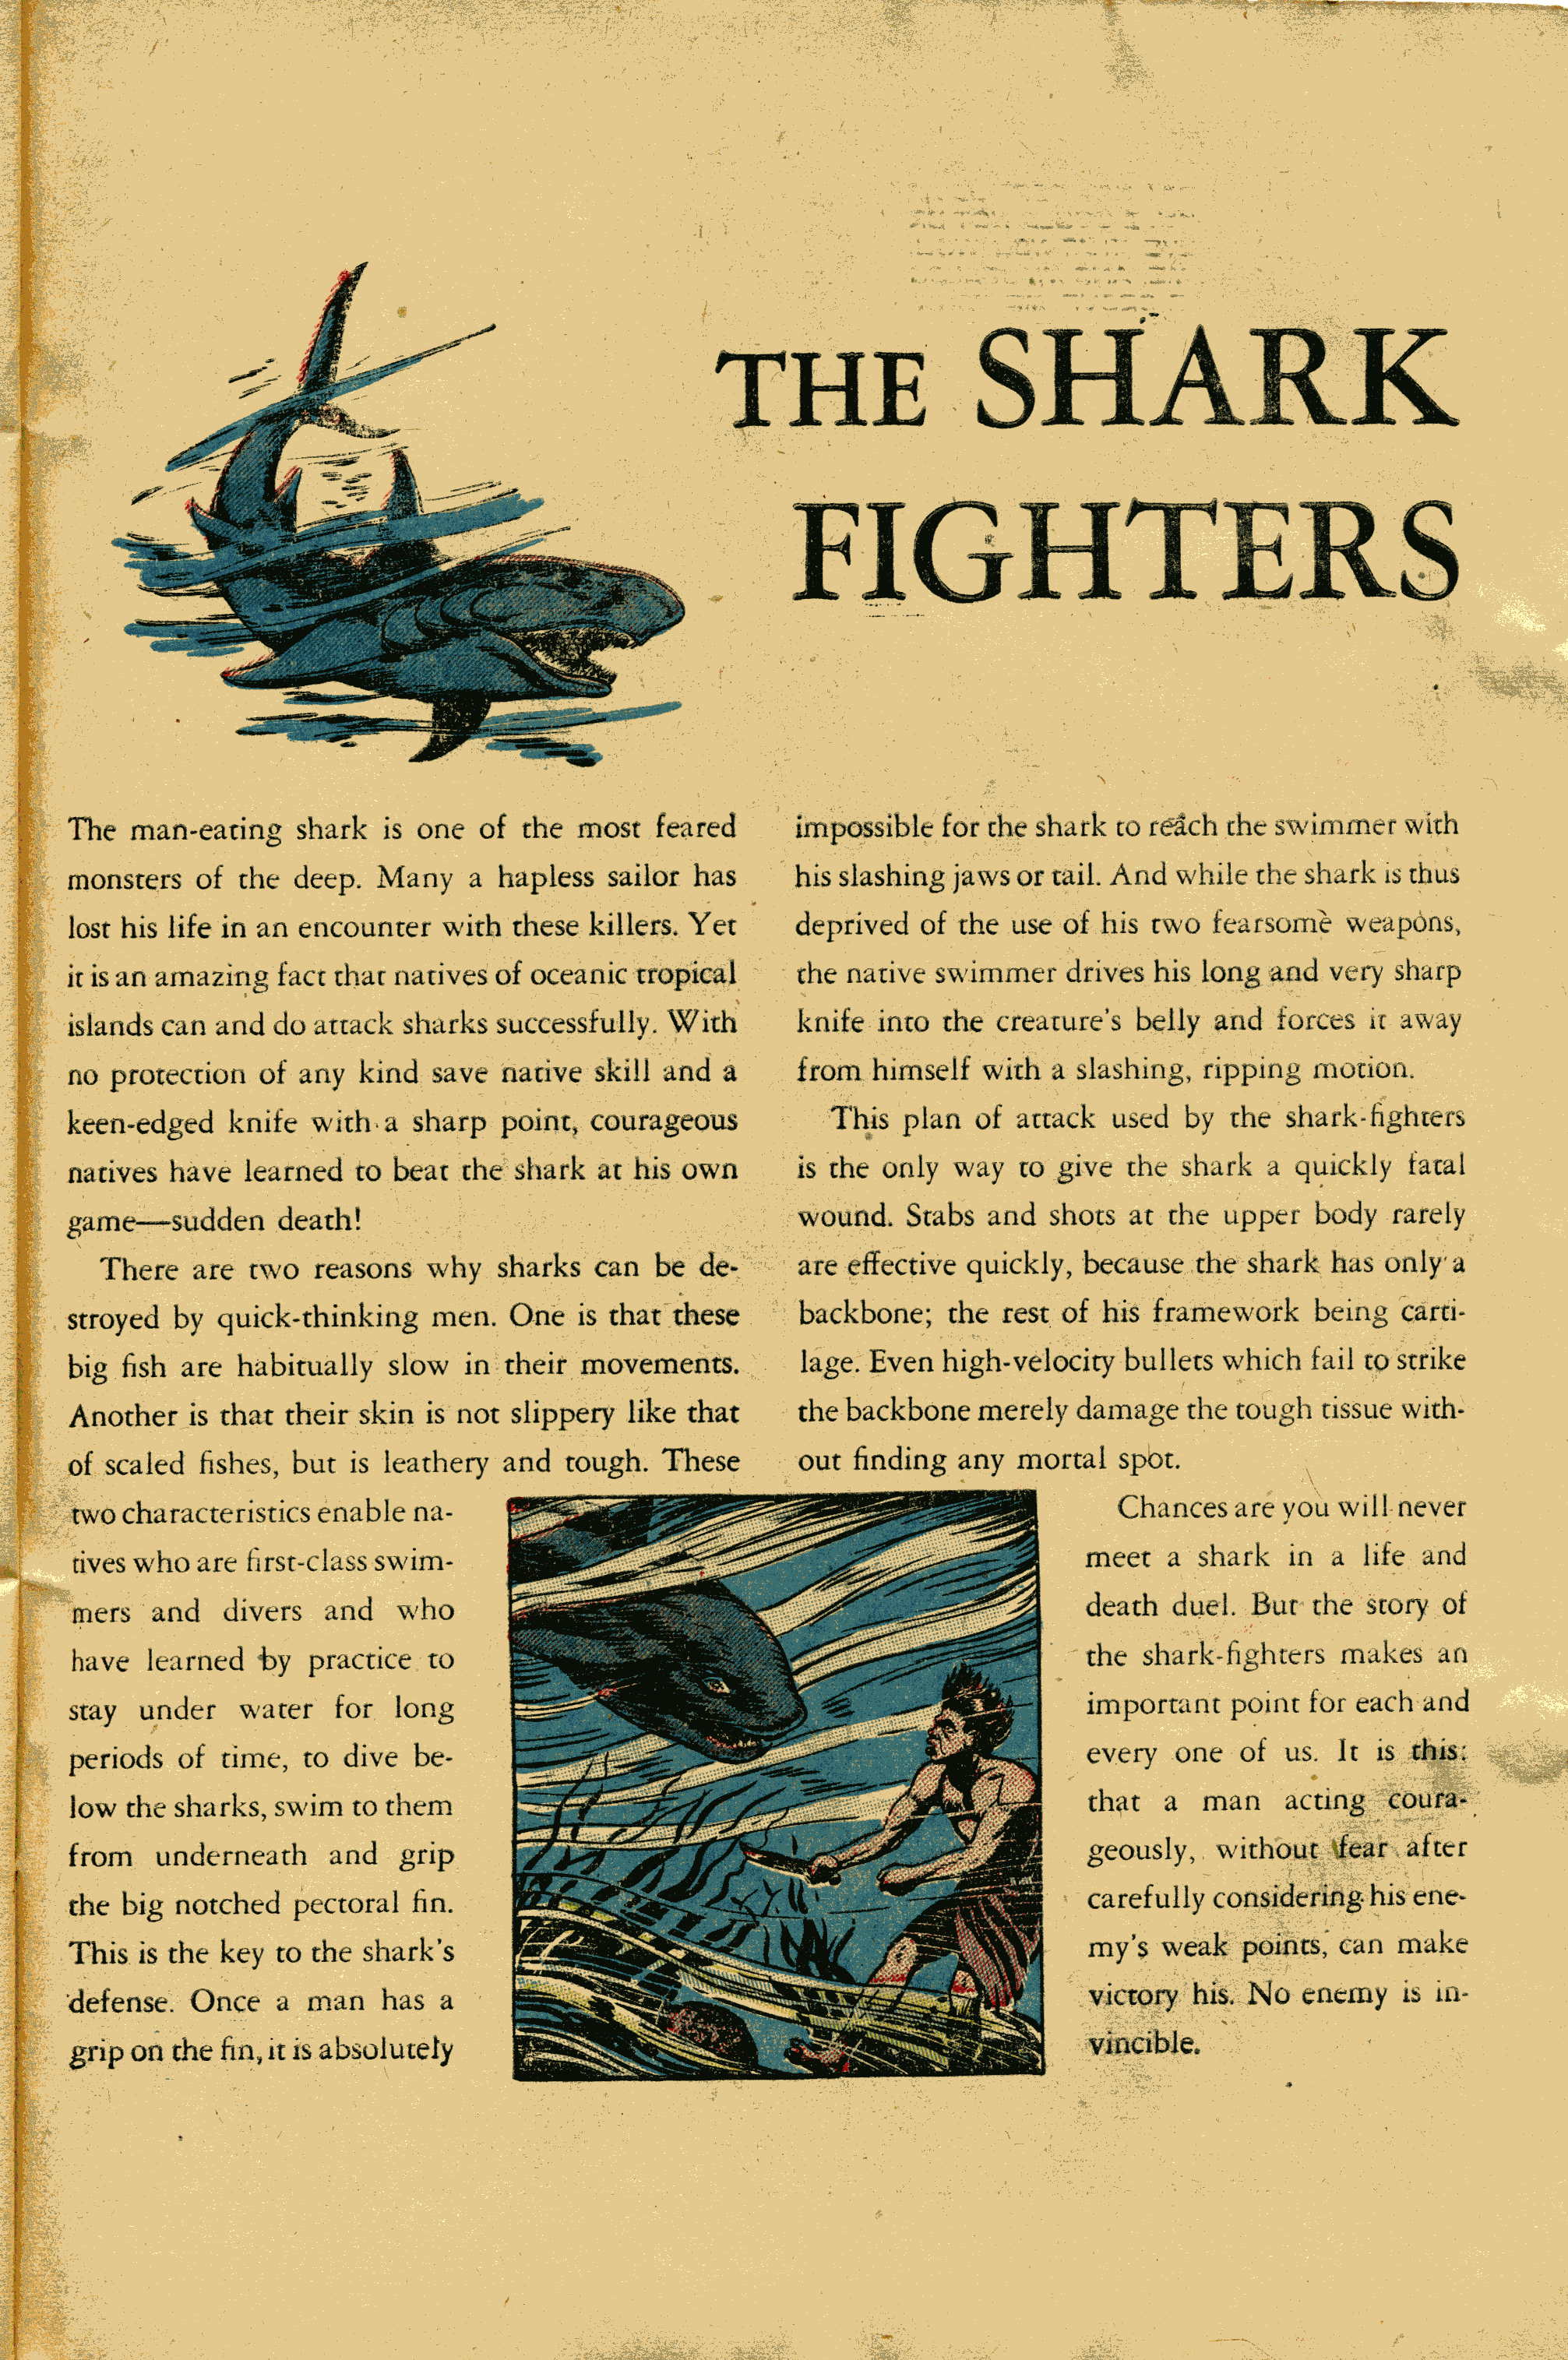 THE SHARK
FIGHTERS
The man-eating shark is one of the most feared
monsters of the deep. Many a hapless sailor has
lost his life in an encounter with these killers. Yet
it is an amazing fact that natives of oceanic tropical
islands can and do attack sharks successfully. With
no protection of any kind save native skill and a
keen-edged knife with a sharp point, courageous
natives have learned to beat the shark at his own
game—sudden death!
There are two reasons why sharks can be de-
stroyed by quick-thinking men. One is that these
big fish are habitually slow in their movements.
Another is that their skin is not slippery like that
of scaled fishes, but is leathery and tough. These
two characteristics enable na-
tives who are first-class swim-
mers and divers and who
have learned by practice to
stay under water for long
periods of time, to dive be-
low the sharks, swim to them
from underneath and grip
the big notched pectoral fin.
This is the key to the shark's
defense. Once a man has a
grip on the fin, it is absolutely
impossible for the shark to reach the swimmer with
his slashing jaws or tail. And while the shark is thus
deprived of the use of his two fearsome weapons,
the native swimmer drives his long and very sharp
knife into the creature's belly and forces it away
from himself with a slashing, ripping motion.
This plan of attack used by the shark-fighters
is the only way to give the shark a quickly fatal
wound. Stabs and shots at the upper body rarely
are effective quickly, because the shark has only a
backbone; the rest of his framework being carti-
lage. Even high-velocity bullets which fail to strike
the backbone merely damage the tough tissue with-
out finding any mortal spot.
Chances are you will never
meet a shark in a life and
death duel. But the story of
the shark-fighters makes an
important point for each and
every one of us. It is this:
that a man acting coura-
geously, without fear after
carefully considering his ene-
my's weak points, can make
victory his. No enemy is in-
vincible.